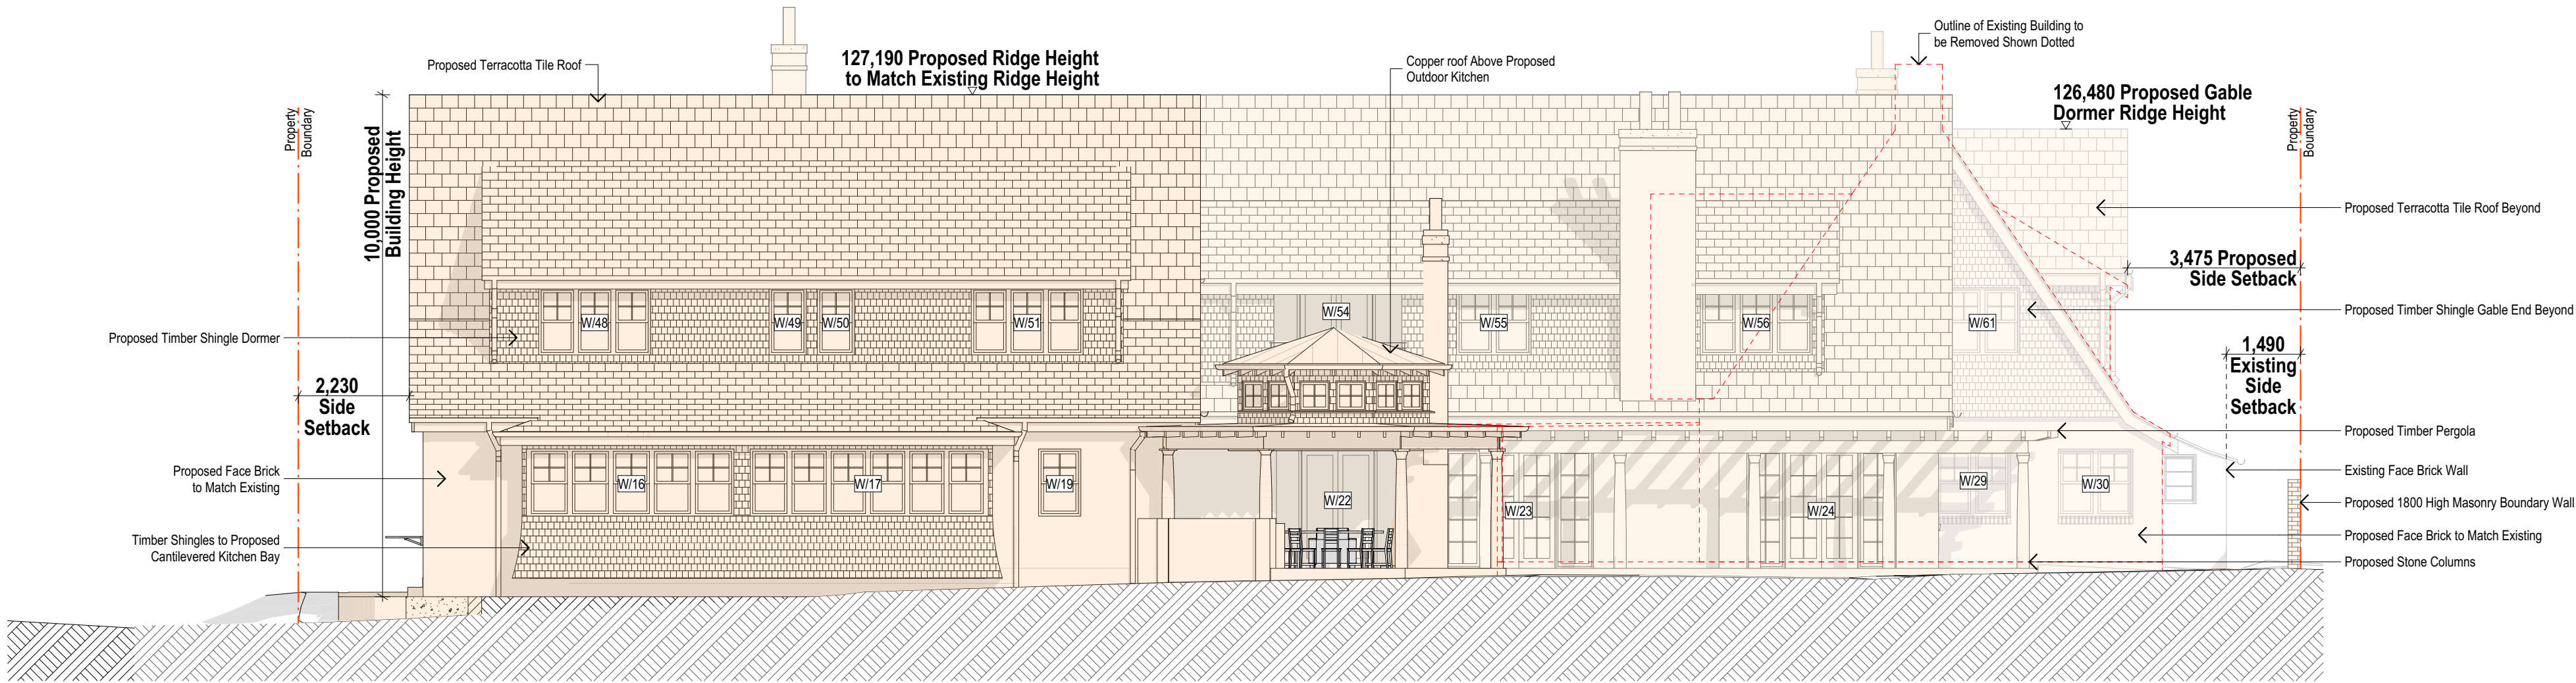 Outline of Existing Building to
be Removed Shown Dotted
Proposed Terracotta Tile Roof
127,190 Proposed Ridge Height
to Match Existing Ridge Height
Copper roof Above Proposed
Outdoor Kitchen
126,480 Proposed Gable
Dormer Ridge Height
Property
Boundary
10,000 Proposed
Building Height
Property
Boundary
Proposed Terracotta Tile Roof Beyond
3,475 Proposed
Side Setback
Proposed Timber Shingle Gable End Beyond
W/48
W/49
W/50
W/51
W/54
W/55
W/56
W/61
Proposed Timber Shingle Dormer
1,490
Existing
Side
Setback
2,230
Side
Setback
Proposed Timber Pergola
Proposed Face Brick
to Match Existing
Existing Face Brick Wall
W/16
W/17
W/19
W/22
W/23
W/24
W/29
W/30
Proposed 1800 High Masonry Boundary Wall
Timber Shingles to Proposed
Cantilevered Kitchen Bay
Proposed Face Brick to Match Existing
Proposed Stone Columns